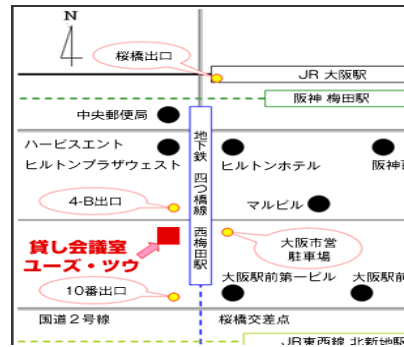 N
桜橋出口
JR 大阪駅
阪神 梅田駅
中央郵便局
ハービスエント
ヒルトンプラザウェスト
地下鉄 四つ橋線 西梅田駅
ヒルトンホテル
阪神百
4-B出口
マルビル
貸し会議室
ユーズ・ツウ
大阪市営
駐車場
10番出口
大阪駅前第一ビル
大阪駅前
国道2号線
桜橋交差点
JR東西線 北新地駅